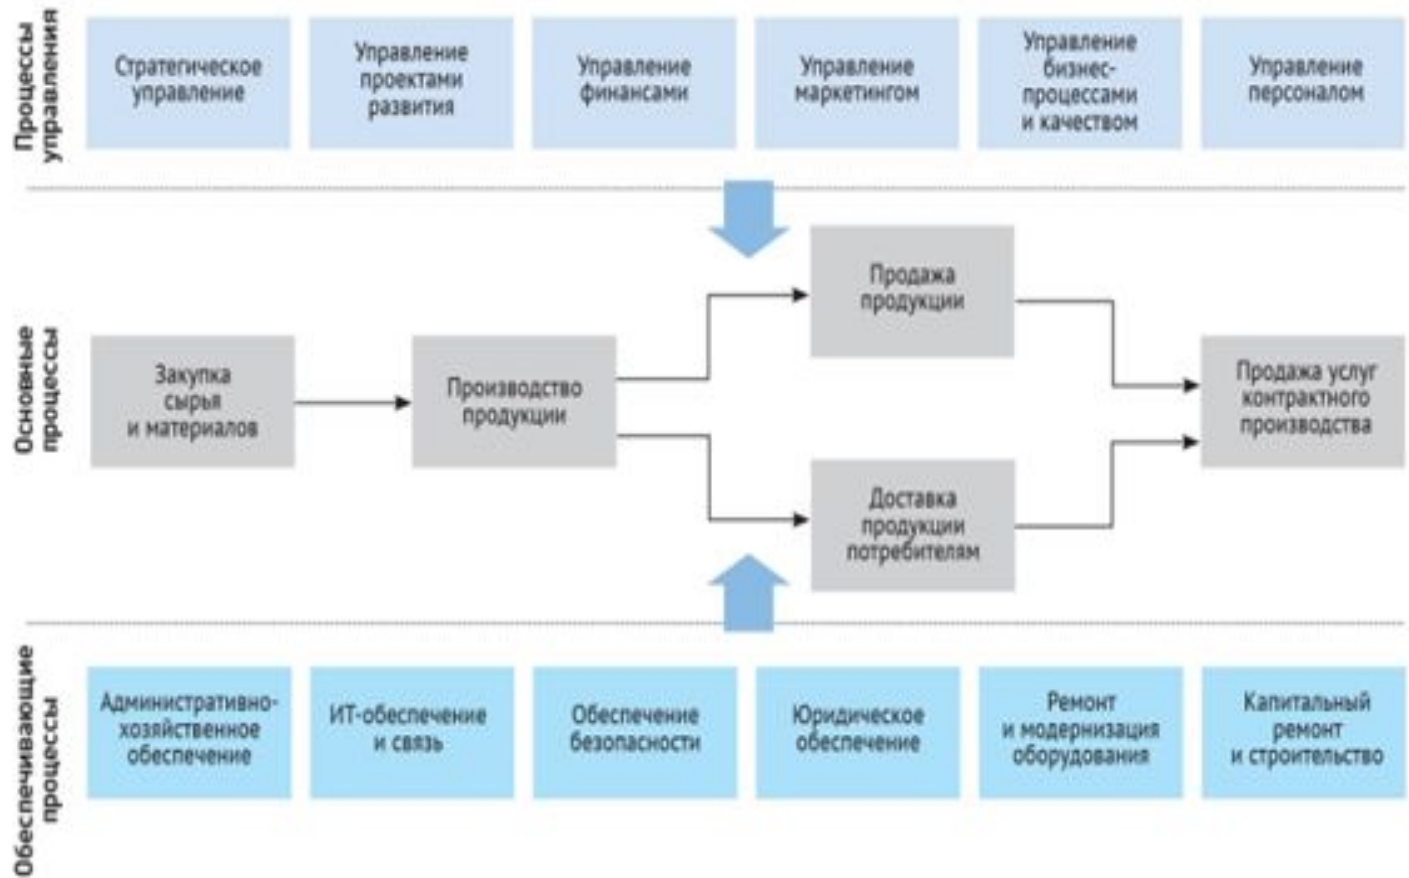 Процессы
управления
Стратегическое
управление
Управление
проектами
развития
Управление
финансами
Управление
маркетингом
Управление
бизнес-
процессами
и качеством
Управление
персоналом
Основные
процессы
Закупка
сырья
и материалов
Производство
продукции
Продажа
продукции
Доставка
продукции
потребителям
Продажа услуг
контрактного
производства
Обеспечивающие
процессы
Административно-
хозяйственное
обеспечение
ИТ-обеспечение
и связь
Обеспечение
безопасности
Юридическое
обеспечение
Ремонт
и модернизация
оборудования
Капитальный
ремонт
и строительство